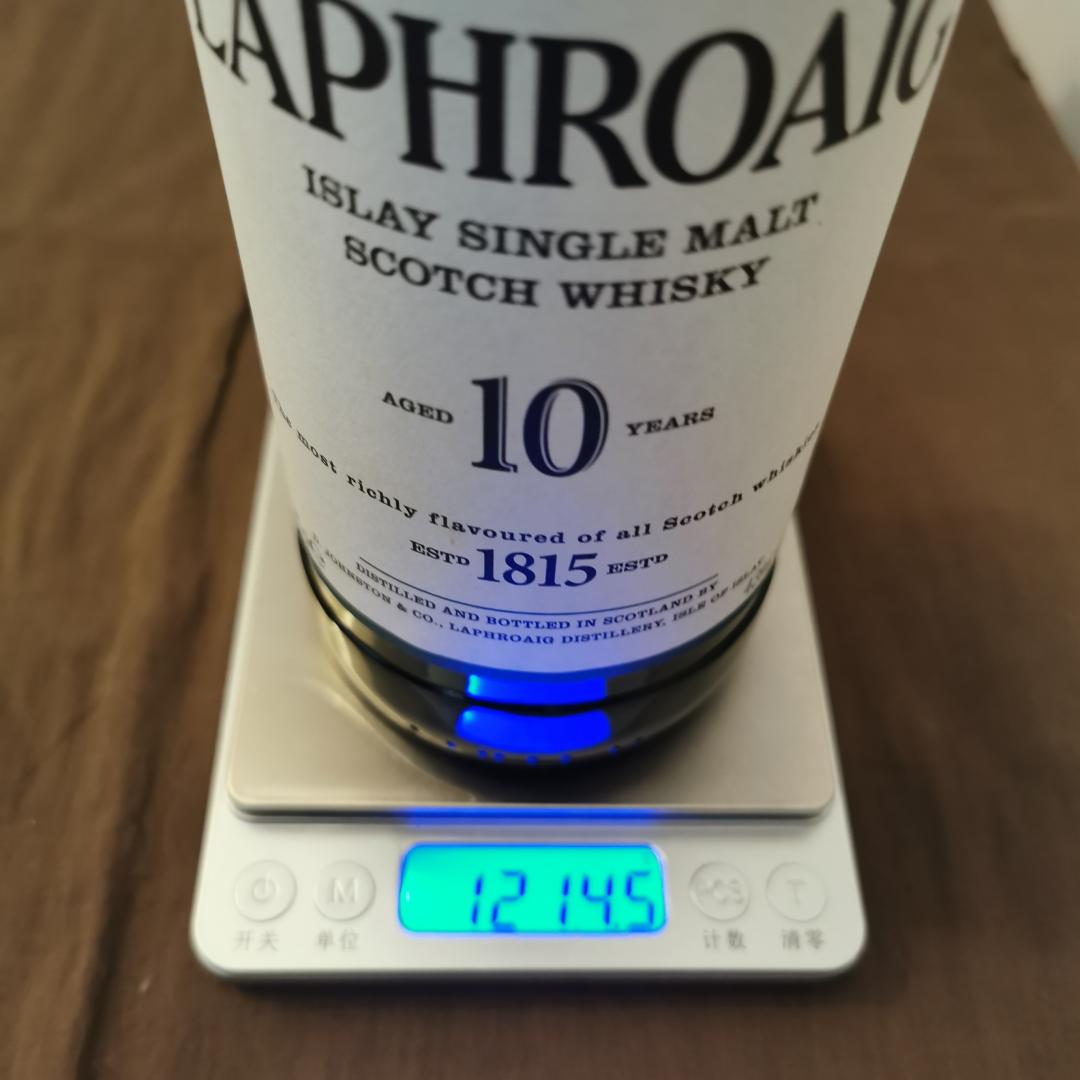 LAPHROAIG
ISLAY SINGLE MALT
SCOTCH WHISKY
AGED 10 YEARS
The most richly flavoured of all Scotch whiskies
ESTD 1815 ESTD
DISTILLED AND BOTTLED IN SCOTLAND BY
JOHNSTON & CO., LAPHROAIG DISTILLERY, ISLE OF ISLAY
1214.5
M
PCS
T
开关
单位
计数
清零